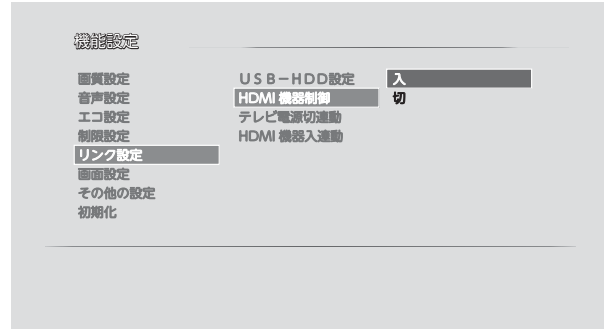 機能設定
画質設定
音声設定
エコ設定
制限設定
リンク設定
画面設定
その他の設定
初期化
USB－HDD設定
HDMI 機器制御
テレビ電源切連動
HDMI 機器入連動
入
切